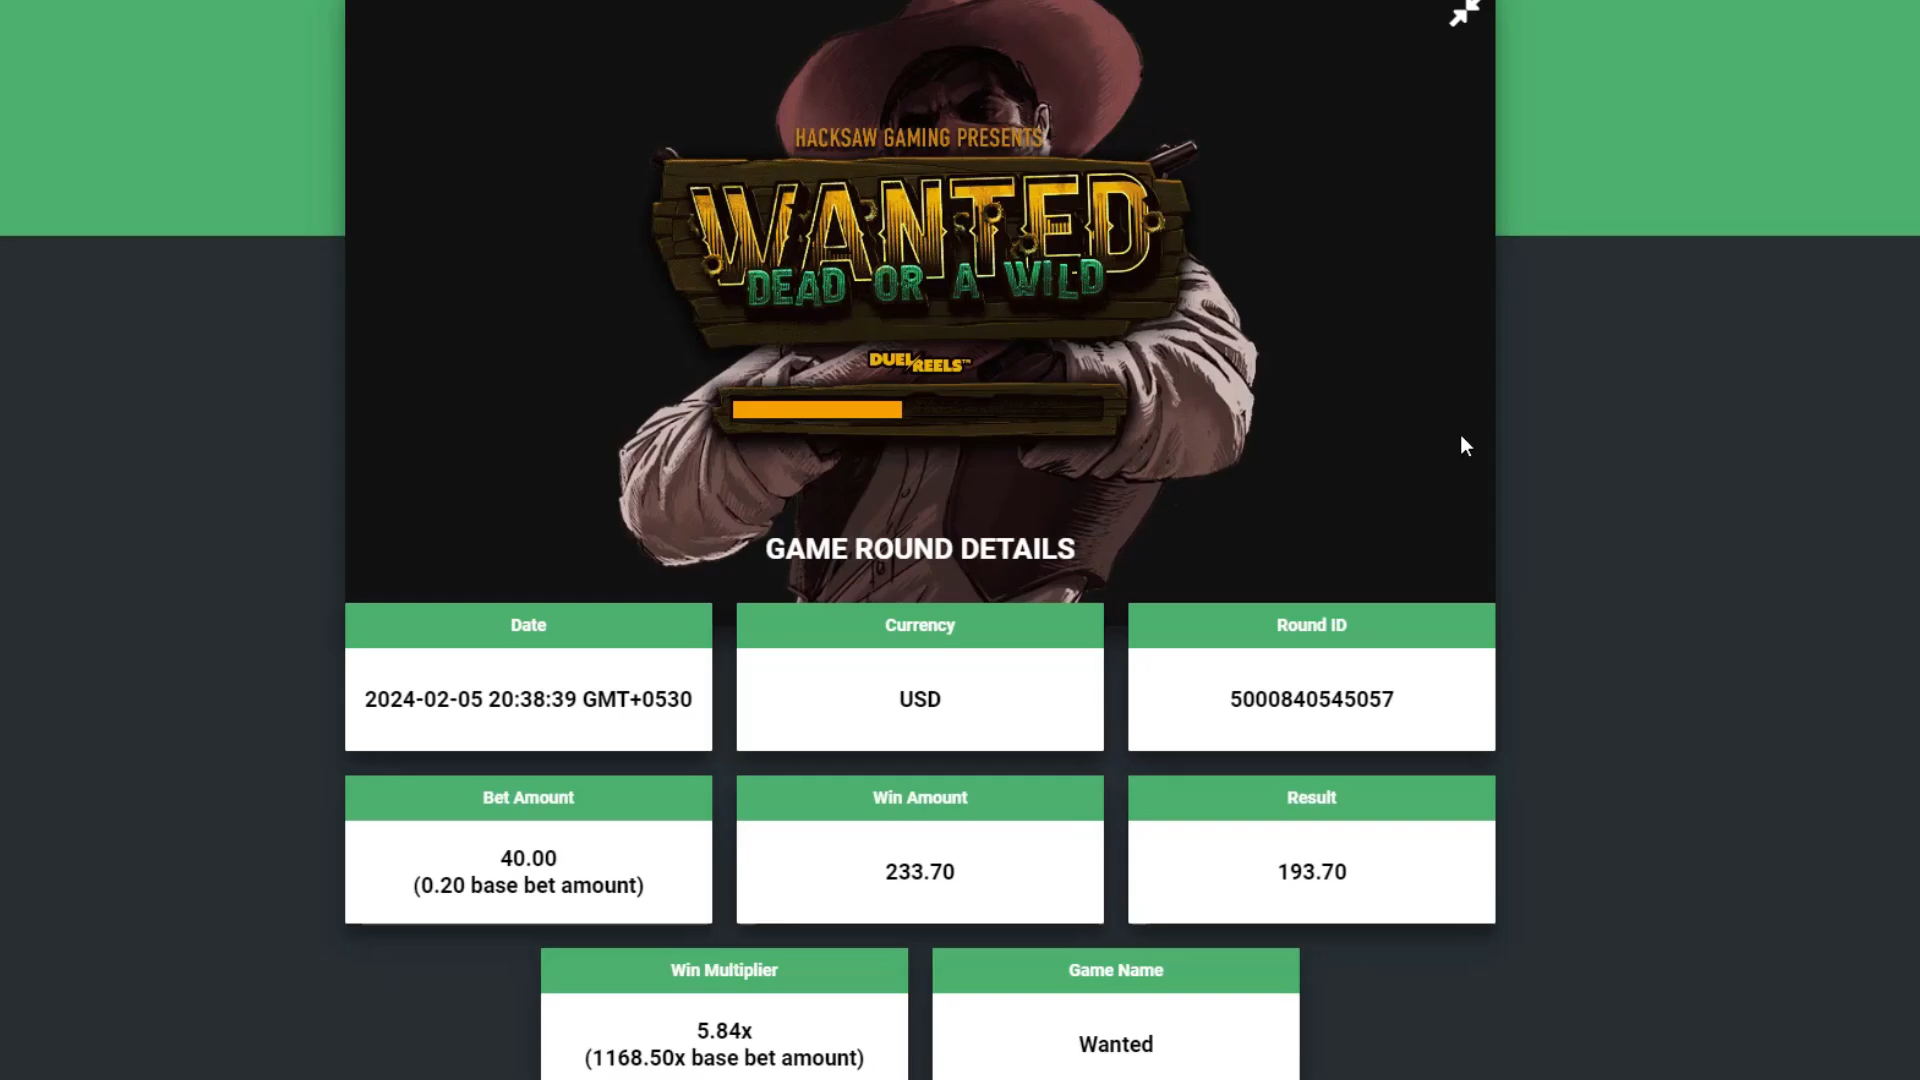 HACKSAW GAMING PRESENTS
WANTED
DEAD OR A WILD
DUEL REELS™
GAME ROUND DETAILS
Date
2024-02-05 20:38:39 GMT+0530
Currency
USD
Round ID
5000840545057
Bet Amount
40.00
(0.20 base bet amount)
Win Amount
233.70
Result
193.70
Win Multiplier
5.84x
(1168.50x base bet amount)
Game Name
Wanted